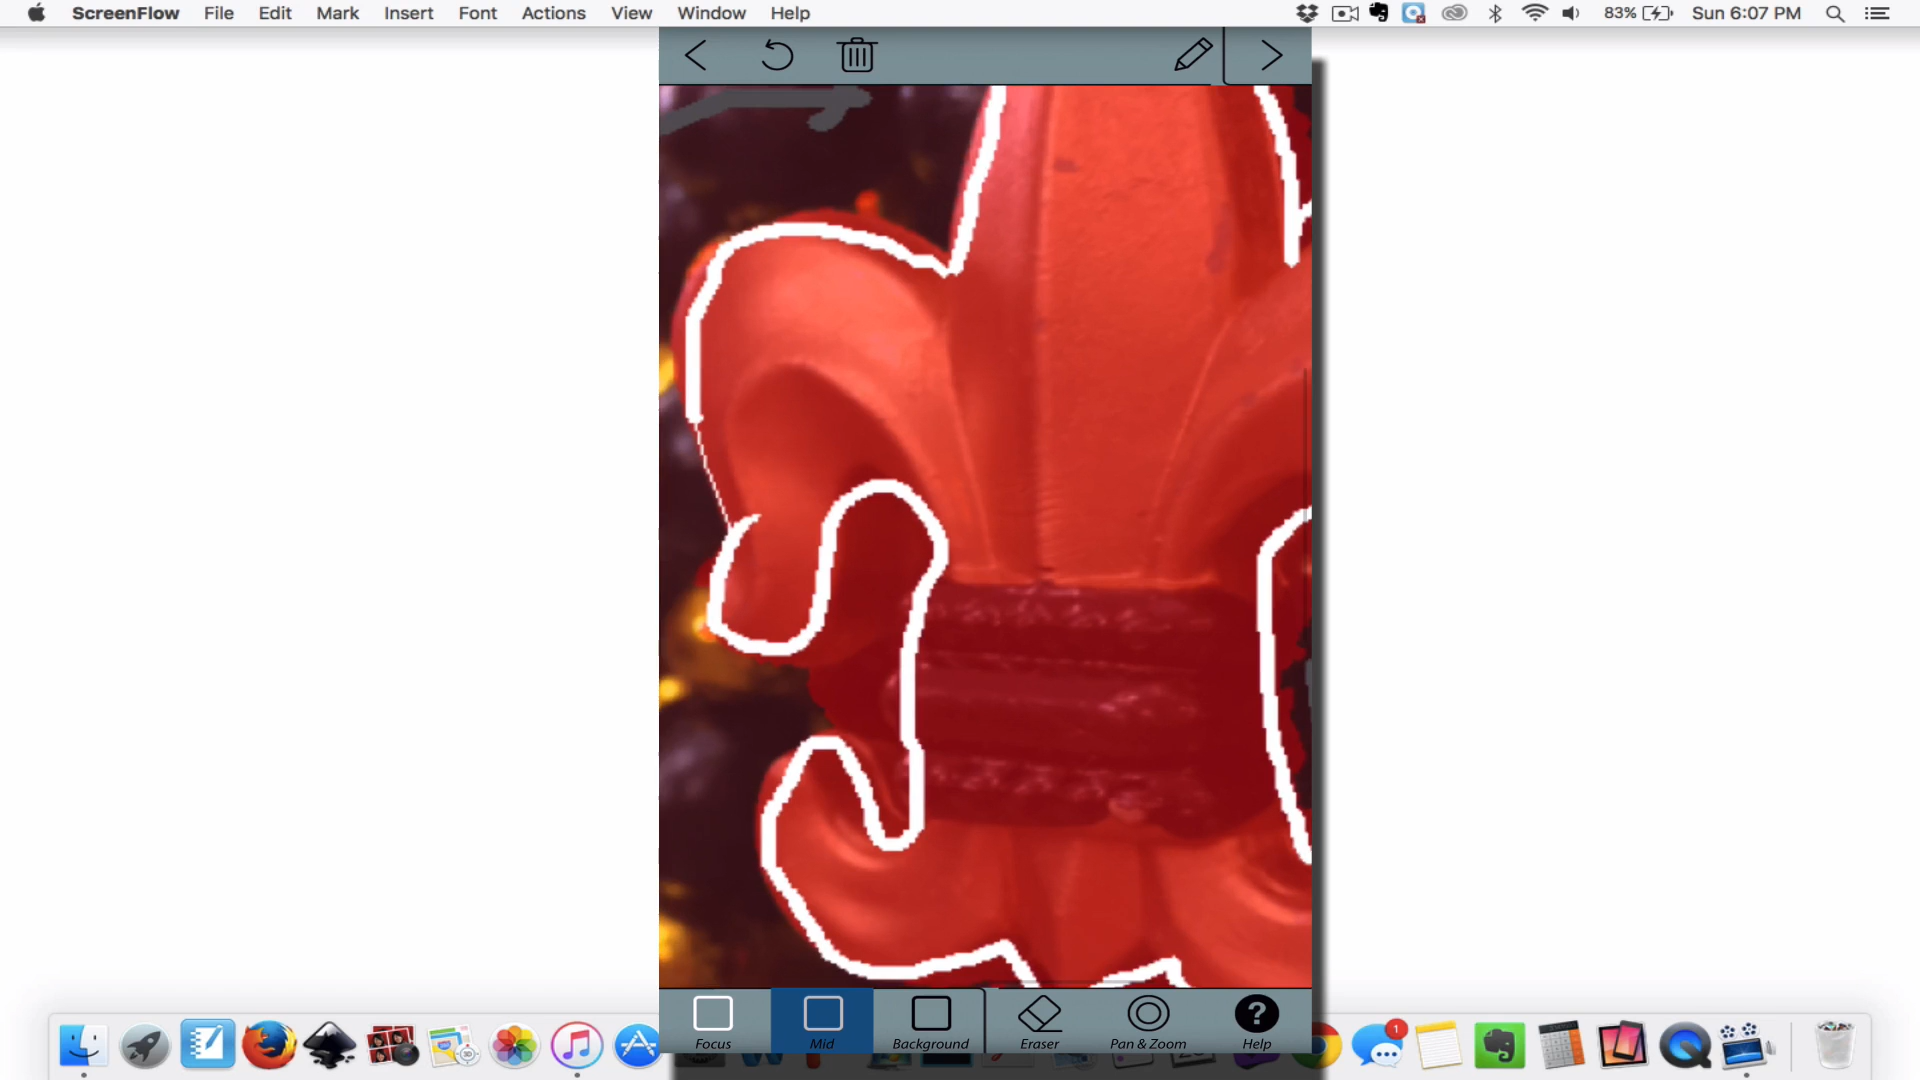 ScreenFlow File Edit Mark Insert Font Actions View Window Help 83% Sun 6:07 PM
Focus Mid Background Eraser Pan & Zoom ? Help
1